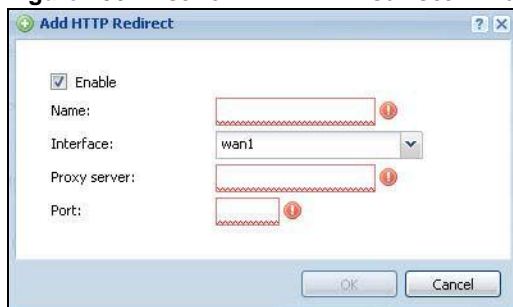 Add HTTP Redirect
Enable
Name:
Interface: wan1
Proxy server:
Port:
OK Cancel